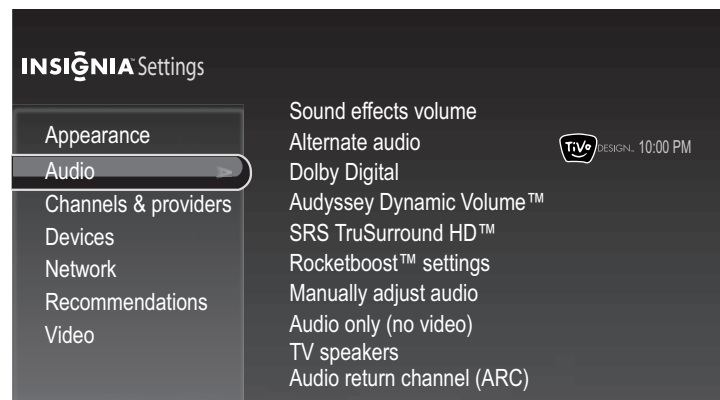 INSIGNIA™ Settings
Appearance
Audio
Channels & providers
Devices
Network
Recommendations
Video
Sound effects volume
Alternate audio
Dolby Digital
Audyssey Dynamic Volume™
SRS TruSurround HD™
Rocketboost™ settings
Manually adjust audio
Audio only (no video)
TV speakers
Audio return channel (ARC)
TiVo DESIGN™ 10:00 PM